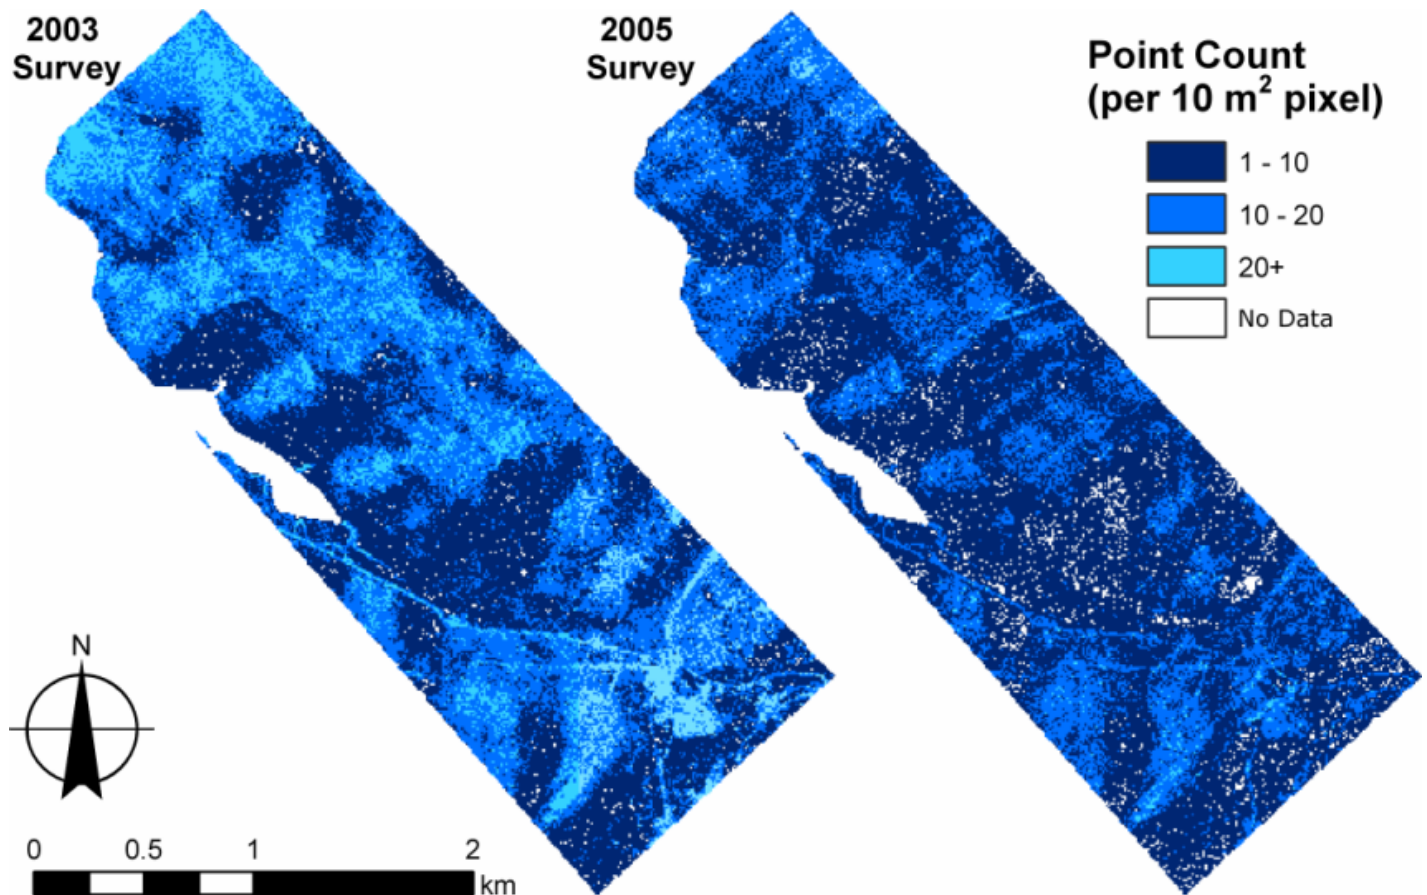 2003
Survey
2005
Survey
Point Count
(per 10 m² pixel)
1 - 10
10 - 20
20+
No Data
N
0 0.5 1 2
km